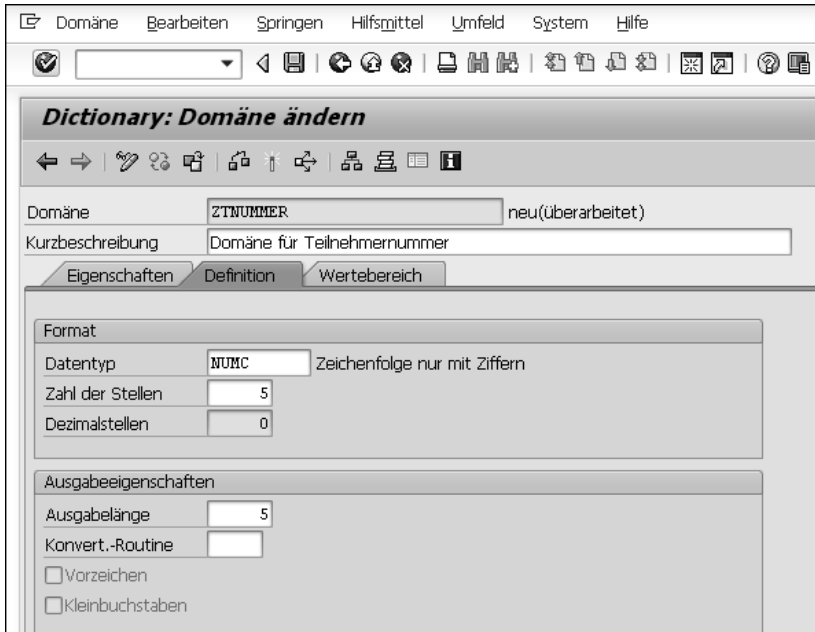 Domäne Bearbeiten Springen Hilfsmittel Umfeld System Hilfe
Dictionary: Domäne ändern
Domäne ZTNUMMER neu(überarbeitet)
Kurzbeschreibung Domäne für Teilnehmernummer
Eigenschaften Definition Wertebereich
Format
Datentyp NUMC Zeichenfolge nur mit Ziffern
Zahl der Stellen 5
Dezimalstellen 0
Ausgabeeigenschaften
Ausgabelänge 5
Konvert.-Routine
Vorzeichen
Kleinbuchstaben